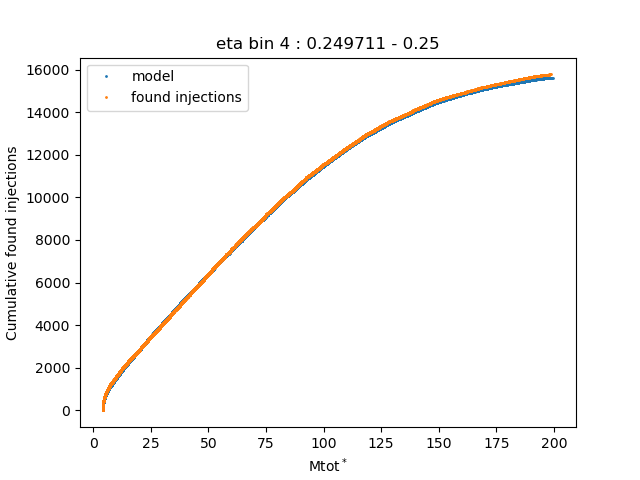 eta bin 4 : 0.249711 - 0.25
model
found injections
Cumulative found injections
16000
14000
12000
10000
8000
6000
4000
2000
0
0 25 50 75 100 125 150 175 200
Mtot*